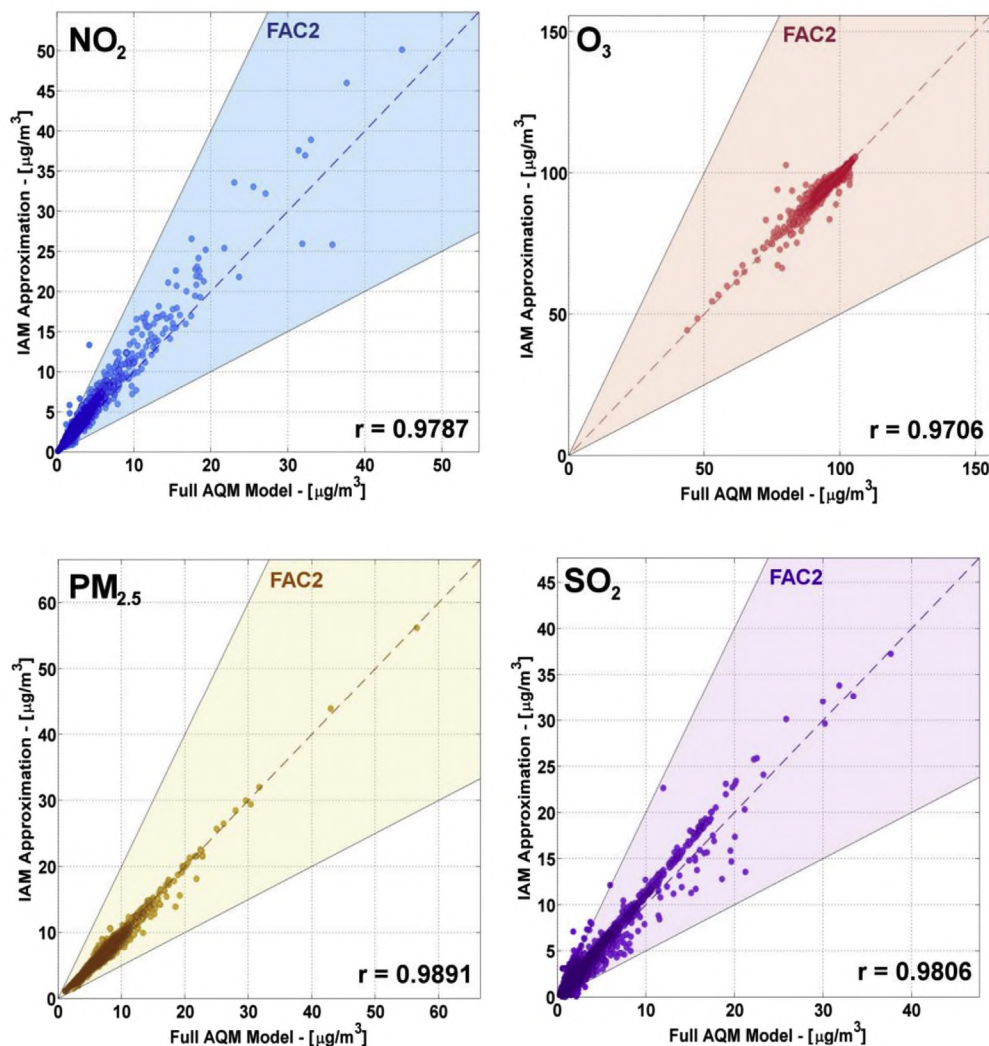 NO₂
FAC2
50
45
40
35
30
25
20
15
10
5
0
IAM Approximation - [μg/m³]
r = 0.9787
0 10 20 30 40 50
Full AQM Model - [μg/m³]
O₃
FAC2
150
100
50
0
IAM Approximation - [μg/m³]
r = 0.9706
0 50 100 150
Full AQM Model - [μg/m³]
PM₂.₅
FAC2
60
50
40
30
20
10
0
IAM Approximation - [μg/m³]
r = 0.9891
0 10 20 30 40 50 60
Full AQM Model - [μg/m³]
SO₂
FAC2
45
40
35
30
25
20
15
10
5
0
IAM Approximation - [μg/m³]
r = 0.9806
0 10 20 30 40
Full AQM Model - [μg/m³]